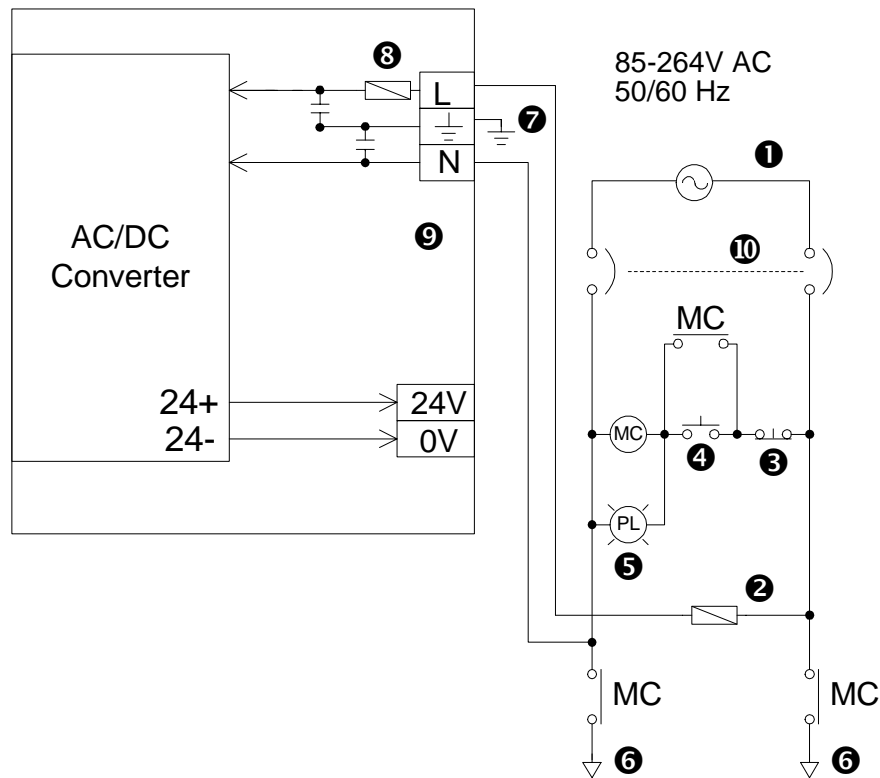 ❽
L
❼
N
❾
AC/DC
Converter
24+
24V
24-
0V
85-264V AC
50/60 Hz
❶
❿
MC
MC
❹
❸
PL
❺
❷
MC
MC
❻
❻